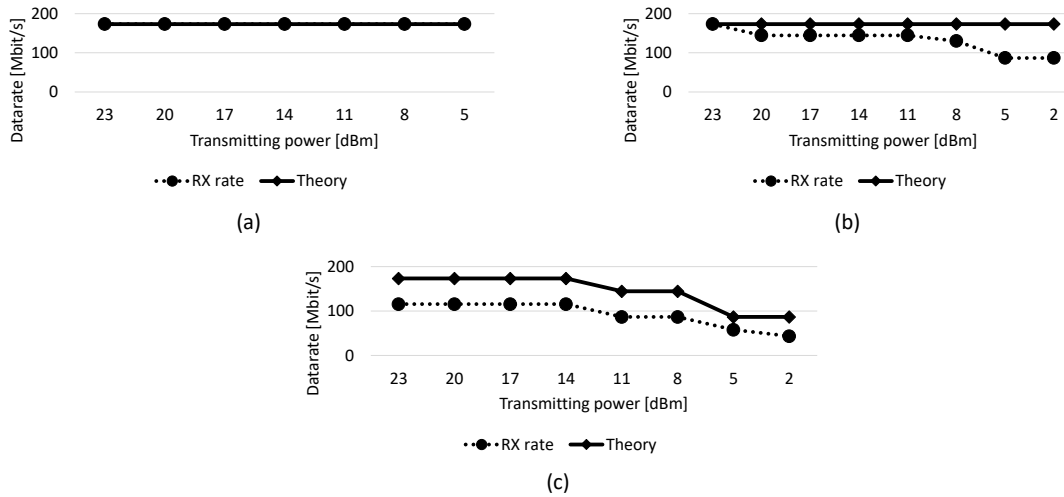 Datarate [Mbit/s]
200
100
0
23 20 17 14 11 8 5
Transmitting power [dBm]
RX rate Theory
(a)
Datarate [Mbit/s]
200
100
0
23 20 17 14 11 8 5 2
Transmitting power [dBm]
RX rate Theory
(b)
Datarate [Mbit/s]
200
100
0
23 20 17 14 11 8 5 2
Transmitting power [dBm]
RX rate Theory
(c)